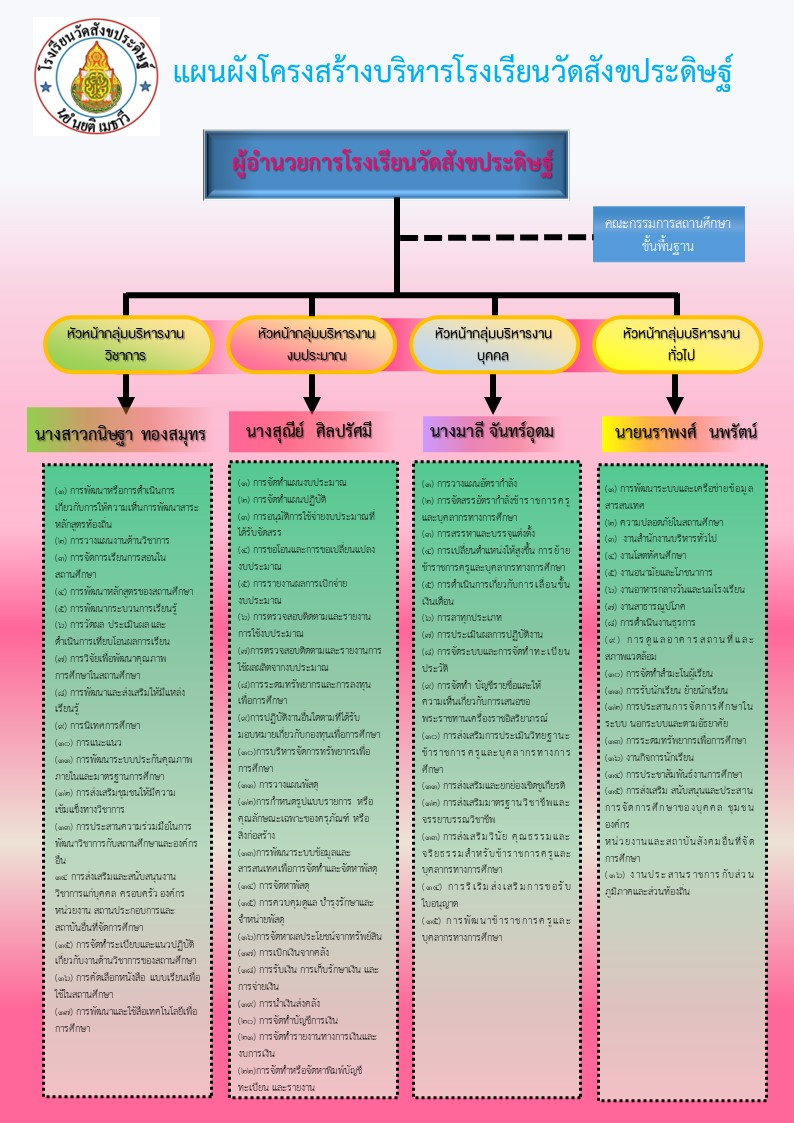 โรงเรียนวัดสังขประดิษฐ์
นยํ นยติ เมธาวี
แผนผังโครงสร้างบริหารโรงเรียนวัดสังขประดิษฐ์
ผู้อำนวยการโรงเรียนวัดสังขประดิษฐ์
คณะกรรมการสถานศึกษา
ขั้นพื้นฐาน
หัวหน้ากลุ่มบริหารงาน
วิชาการ
หัวหน้ากลุ่มบริหารงาน
งบประมาณ
หัวหน้ากลุ่มบริหารงาน
บุคคล
หัวหน้ากลุ่มบริหารงาน
ทั่วไป
นางสาวกนิษฐา ทองสมุทร
นางสุณีย์ ศิลปรัศมี
นางมาลี จันทร์อุดม
นายนราพงศ์ นพรัตน์
(๑) การพัฒนาหรือการดำเนินการ
เกี่ยวกับการให้ความเห็นการพัฒนาสาระ
หลักสูตรท้องถิ่น
(๒) การวางแผนงานด้านวิชาการ
(๓) การจัดการเรียนการสอนใน
สถานศึกษา
(๔) การพัฒนาหลักสูตรของสถานศึกษา
(๕) การพัฒนากระบวนการเรียนรู้
(๖) การวัดผล ประเมินผล และ
ดำเนินการเทียบโอนผลการเรียน
(๗) การวิจัยเพื่อพัฒนาคุณภาพ
การศึกษาในสถานศึกษา
(๘) การพัฒนาและส่งเสริมให้มีแหล่ง
เรียนรู้
(๙) การนิเทศการศึกษา
(๑๐) การแนะแนว
(๑๑) การพัฒนาระบบประกันคุณภาพ
ภายในและมาตรฐานการศึกษา
(๑๒) การส่งเสริมชุมชนให้มีความ
เข้มแข็งทางวิชาการ
(๑๓) การประสานความร่วมมือในการ
พัฒนาวิชาการกับสถานศึกษาและองค์กร
อื่น
๑๔ การส่งเสริมและสนับสนุนงาน
วิชาการแก่บุคคล ครอบครัว องค์กร
หน่วยงาน สถานประกอบการและ
สถาบันอื่นที่จัดการศึกษา
(๑๕) การจัดทำระเบียบและแนวปฏิบัติ
เกี่ยวกับงานด้านวิชาการของสถานศึกษา
(๑๖) การคัดเลือกหนังสือ แบบเรียนเพื่อ
ใช้ในสถานศึกษา
(๑๗) การพัฒนาและใช้สื่อเทคโนโลยีเพื่อ
การศึกษา
(๑) การจัดทำแผนงบประมาณ
(๒) การจัดทำแผนปฏิบัติ
(๓) การอนุมัติการใช้จ่ายงบประมาณที่
ได้รับจัดสรร
(๔) การขอโอนและการขอเปลี่ยนแปลง
งบประมาณ
(๕) การรายงานผลการเบิกจ่าย
งบประมาณ
(๖) การตรวจสอบติดตามและรายงาน
การใช้งบประมาณ
(๗)การตรวจสอบติดตามและรายงานการ
ใช้ผลผลิตจากงบประมาณ
(๘)การระดมทรัพยากรและการลงทุน
เพื่อการศึกษา
(๙)การปฏิบัติงานอื่นใดตามที่ได้รับ
มอบหมายเกี่ยวกับกองทุนเพื่อการศึกษา
(๑๐)การบริหารจัดการทรัพยากรเพื่อ
การศึกษา
(๑๑) การวางแผนพัสดุ
(๑๒)การกำหนดรูปแบบรายการ หรือ
คุณลักษณะเฉพาะของครุภัณฑ์ หรือ
สิ่งก่อสร้าง
(๑๓)การพัฒนาระบบข้อมูลและ
สารสนเทศเพื่อการจัดทำและจัดหาพัสดุ
(๑๔) การจัดหาพัสดุ
(๑๕) การควบคุมดูแล บำรุงรักษาและ
จำหน่ายพัสดุ
(๑๖)การจัดหาผลประโยชน์จากทรัพย์สิน
(๑๗) การเบิกเงินจากคลัง
(๑๘) การรับเงิน การเก็บรักษาเงิน และ
การจ่ายเงิน
(๑๙) การนำเงินส่งคลัง
(๒๐) การจัดทำบัญชีการเงิน
(๒๑) การจัดทำรายงานทางการเงินและ
งบการเงิน
(๒๒)การจัดทำหรือจัดหาพิมพ์บัญชี
ทะเบียน และรายงาน
(๑) การวางแผนอัตรากำลัง
(๒) การจัดสรรอัตรากำลังข้าราชการครู
และบุคลากรทางการศึกษา
(๓) การสรรหาและบรรจุแต่งตั้ง
(๔) การเปลี่ยนตำแหน่งให้สูงขึ้น การย้าย
ข้าราชการครูและบุคลากรทางการศึกษา
(๕) การดำเนินการเกี่ยวกับการเลื่อนขั้น
เงินเดือน
(๖) การลาทุกประเภท
(๗) การประเมินผลการปฏิบัติงาน
(๘) การจัดระบบและการจัดทำทะเบียน
ประวัติ
(๙) การจัดทำ บัญชีรายชื่อและให้
ความเห็นเกี่ยวกับการเสนอขอ
พระราชทานเครื่องราชอิสริยาภรณ์
(๑๐) การส่งเสริมการประเมินวิทยฐานะ
ข้าราชการครูและบุคลากรทางการ
ศึกษา
(๑๑) การส่งเสริมและยกย่องเชิดชูเกียรติ
(๑๒) การส่งเสริมมาตรฐานวิชาชีพและ
จรรยาบรรณวิชาชีพ
(๑๓) การส่งเสริมวินัย คุณธรรมและ
จริยธรรมสำหรับข้าราชการครูและ
บุคลากรทางการศึกษา
(๑๔) การริเริ่มส่งเสริมการขอรับ
ใบอนุญาต
(๑๕) การพัฒนาข้าราชการครูและ
บุคลากรทางการศึกษา
(๑) การพัฒนาระบบและเครือข่ายข้อมูล
สารสนเทศ
(๒) ความปลอดภัยในสถานศึกษา
(๓) งานสำนักงานบริหารทั่วไป
(๔) งานโสตทัศนศึกษา
(๕) งานอนามัยและโภชนาการ
(๖) งานอาหารกลางวันและนมโรงเรียน
(๗) งานสาธารณูปโภค
(๘) การดำเนินงานธุรการ
(๙) การดูแลอาคารสถานที่และ
สภาพแวดล้อม
(๑๐) การจัดทำสำมะโนผู้เรียน
(๑๑) การรับนักเรียน ย้ายนักเรียน
(๑๒) การประสานการจัดการศึกษาใน
ระบบ นอกระบบและตามอัธยาศัย
(๑๓) การระดมทรัพยากรเพื่อการศึกษา
(๑๖) งานกิจการนักเรียน
(๑๔) การประชาสัมพันธ์งานการศึกษา
(๑๕) การส่งเสริม สนับสนุนและประสาน
การจัดการศึกษาของบุคคล ชุมชน
องค์กร
หน่วยงานและสถาบันสังคมอื่นที่จัด
การศึกษา
(๑๖) งานประสานราชการกับส่วน
ภูมิภาคและส่วนท้องถิ่น